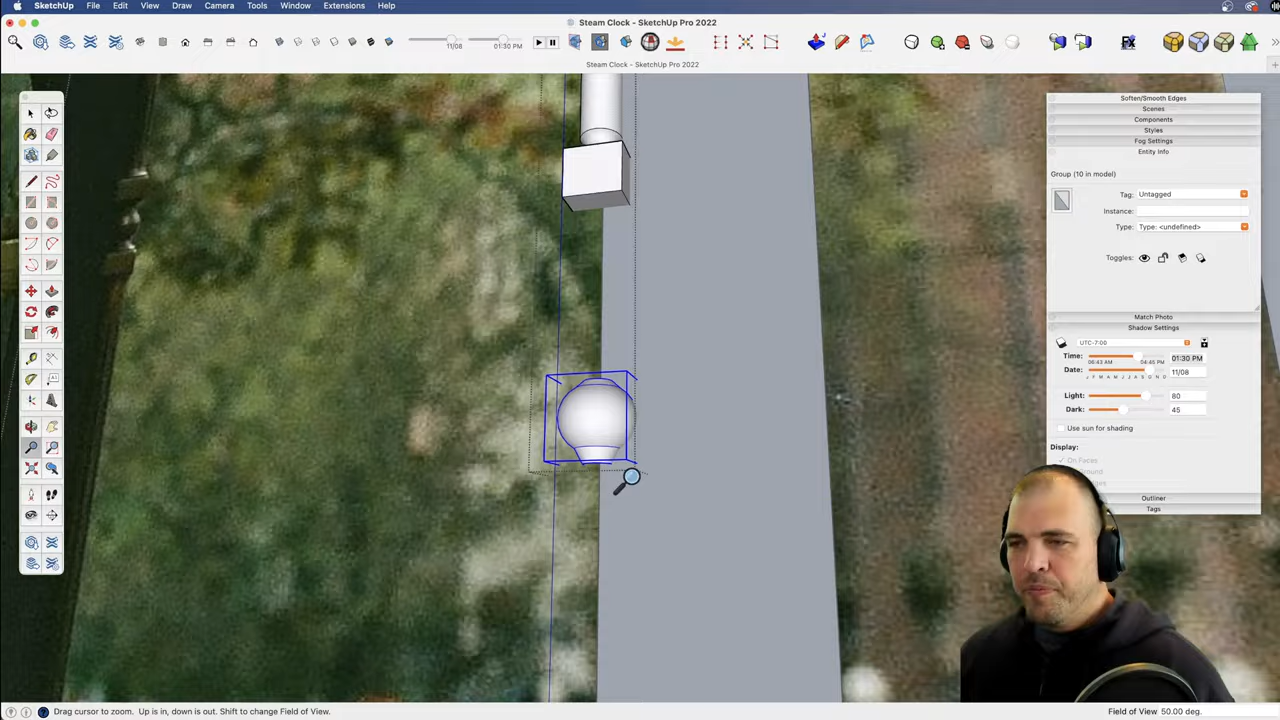 SketchUp File Edit View Draw Camera Tools Window Extensions Help
Steam Clock - SketchUp Pro 2022
11/08 01:30 PM
Steam Clock - SketchUp Pro 2022
Soften/Smooth Edges
Scenes
Components
Styles
Fog Settings
Entity Info
Group (10 in model)
Tag: Untagged
Instance:
Type: Type: <undefined>
Toggles:
Match Photo
Shadow Settings
UTC-7:00
Time: 01:30 PM
06:43 AM 04:45 PM
Date: 11/08
J F M A M J J A S O N D
Light: 80
Dark: 45
Use sun for shading
Display:
On Faces
Outliner
Tags
Drag cursor to zoom. Up is in, down is out. Shift to change Field of View.
Field of View 50.00 deg.